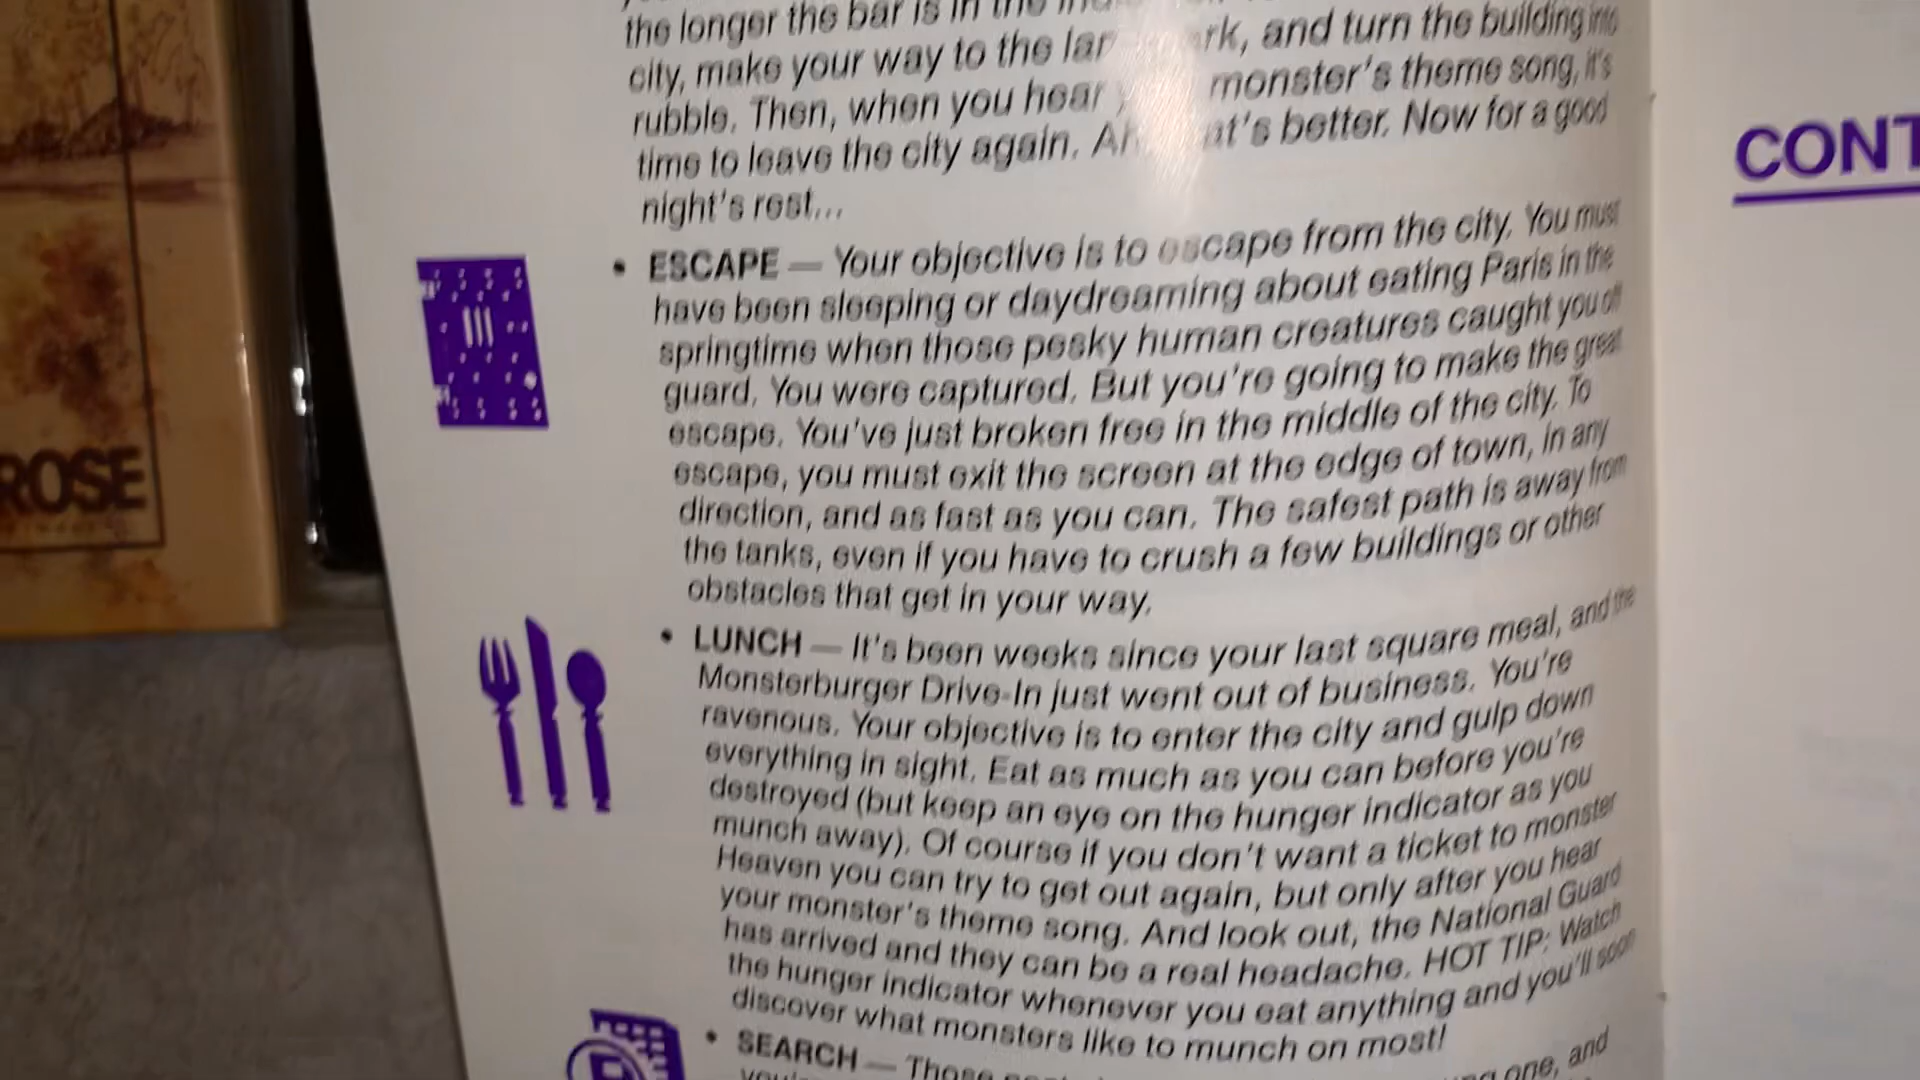 the longer the bar is in the
city, make your way to the and turn the building into
rubble. Then, when you hear monster's theme song, it's
time to leave the city again. better. Now for a good
night's rest...
• ESCAPE — Your objective is to escape from the city. You must
have been sleeping or daydreaming about eating Paris in the
springtime when those pesky human creatures caught you off
guard. You were captured. But you're going to make the great
escape. You've just broken free in the middle of the city. To
escape, you must exit the screen at the edge of town, in any
direction, and as fast as you can. The safest path is away from
the tanks, even if you have to crush a few buildings or other
obstacles that get in your way.
• LUNCH — It's been weeks since your last square meal, and the
Monsterburger Drive-In just went out of business. You're
ravenous. Your objective is to enter the city and gulp down
everything in sight. Eat as much as you can before you're
destroyed (but keep an eye on the hunger indicator as you
munch away). Of course if you don't want a ticket to monster
Heaven you can try to get out again, but only after you hear
your monster's theme song. And look out, the National Guard
has arrived and they can be a real headache. HOT TIP: Watch
the hunger indicator whenever you eat anything and you'll soon
discover what monsters like to munch on most!
• SEARCH — Those one, and
CONT
ROSE